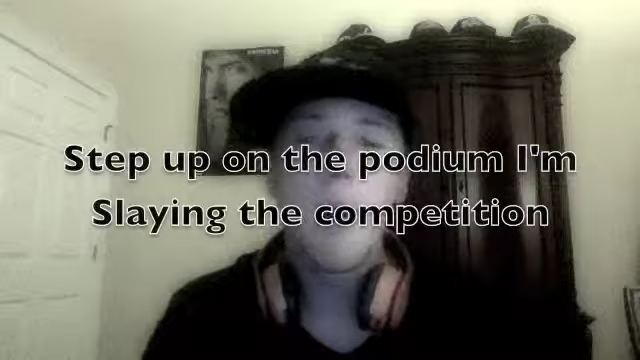 Step up on the podium I'm
Slaying the competition